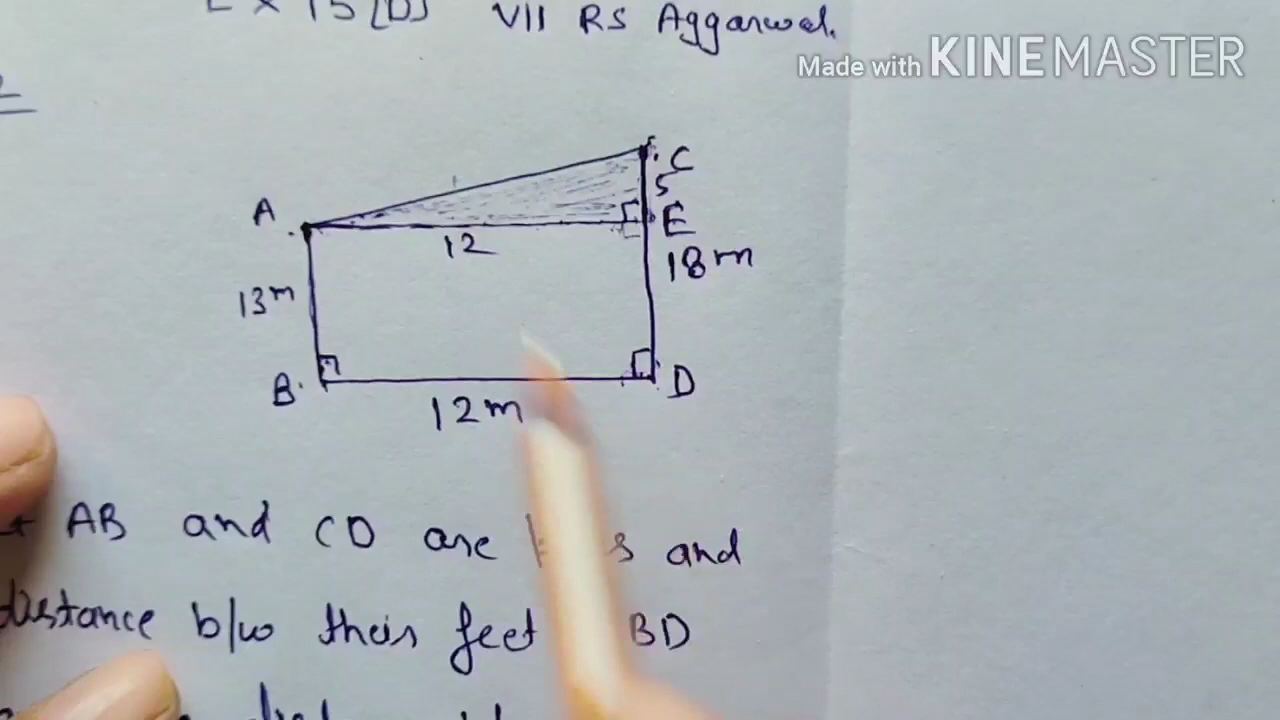 15 [D] VII RS Aggarwal.
Made with KINEMASTER
C
5
A
E
12
18m
13m
B.
D
12m
AB and CD are and
distance b/w their feet BD